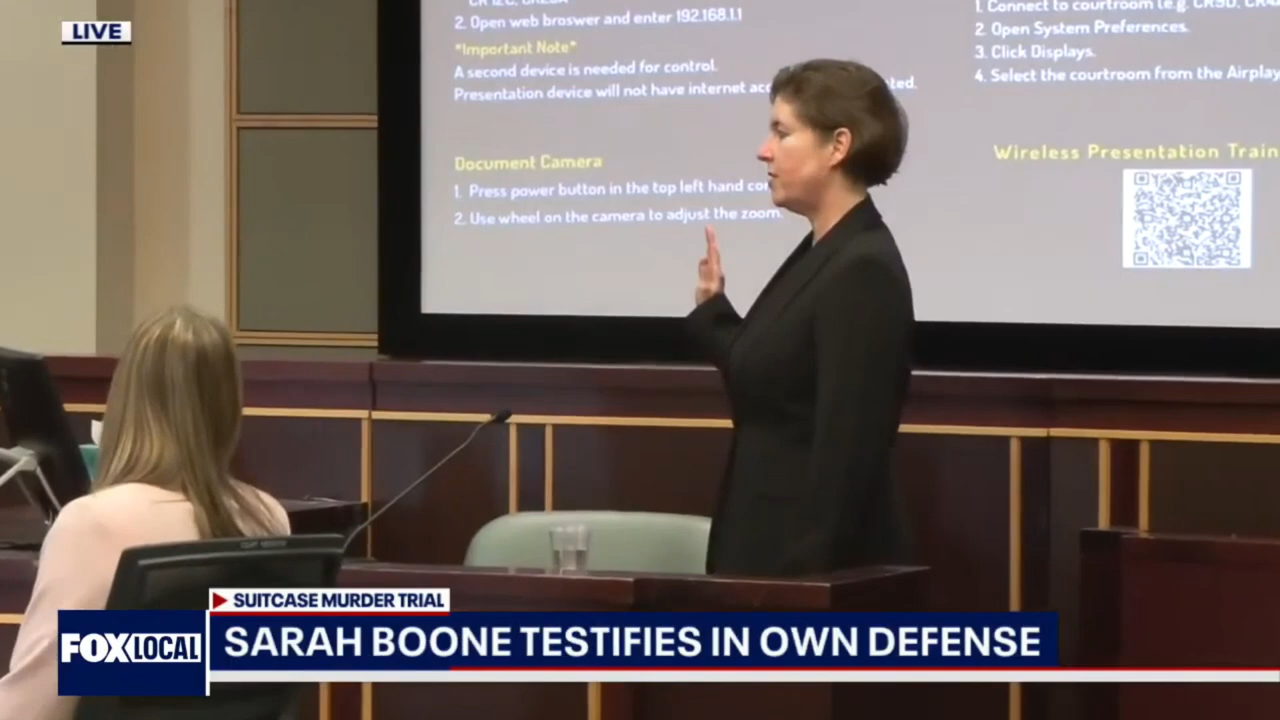 LIVE
2. Open web broswer and enter 192.168.1.1
*Important Note*
A second device is needed for control.
Presentation device will not have internet
Document Camera
1. Press power button in the top left hand
2. Use wheel on the camera to adjust the zoom.
1. Connect to courtroom (e.g.
2. Open System Preferences.
3. Click Displays.
4. Select the courtroom from the Airplay
Wireless Presentation
SUITCASE MURDER TRIAL
FOX LOCAL
SARAH BOONE TESTIFIES IN OWN DEFENSE